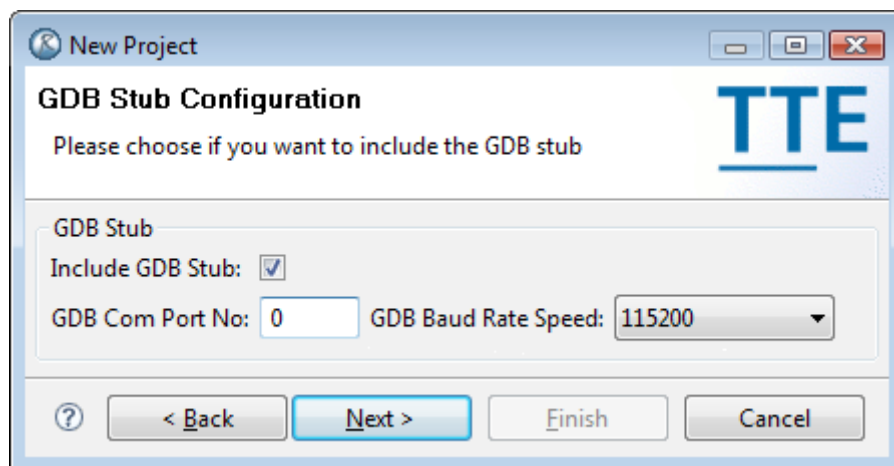 New Project
GDB Stub Configuration
TTE
Please choose if you want to include the GDB stub
GDB Stub
Include GDB Stub:
GDB Com Port No: 0 GDB Baud Rate Speed: 115200
? < Back Next > Finish Cancel